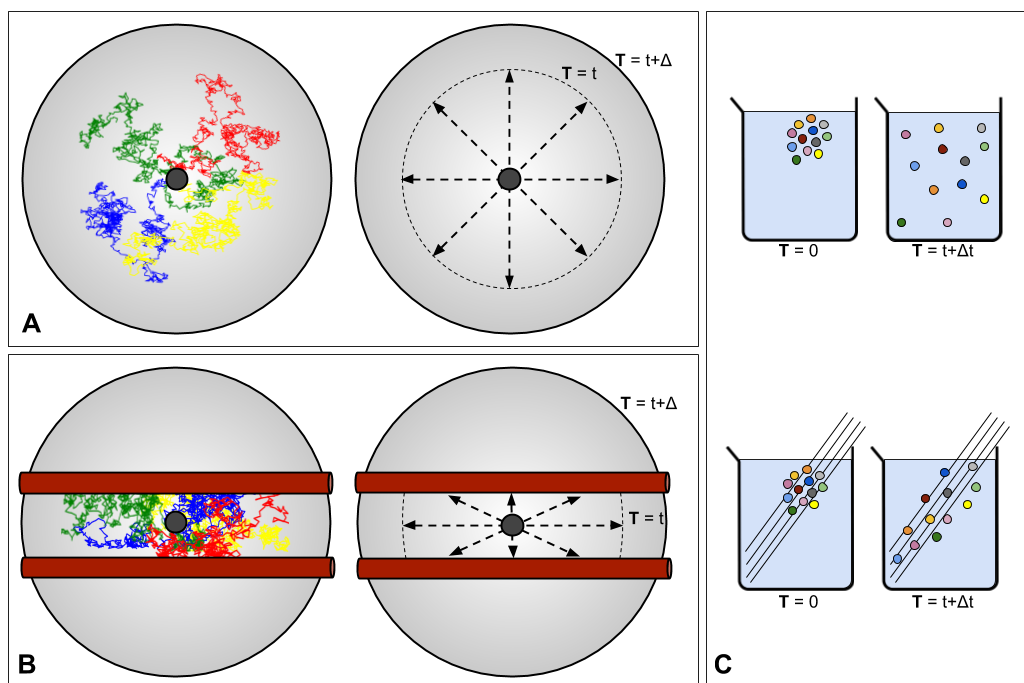 T = t+Δ
T = t
A
T = t+Δ
T = t
B
T = 0
T = t+Δt
T = 0
T = t+Δt
C